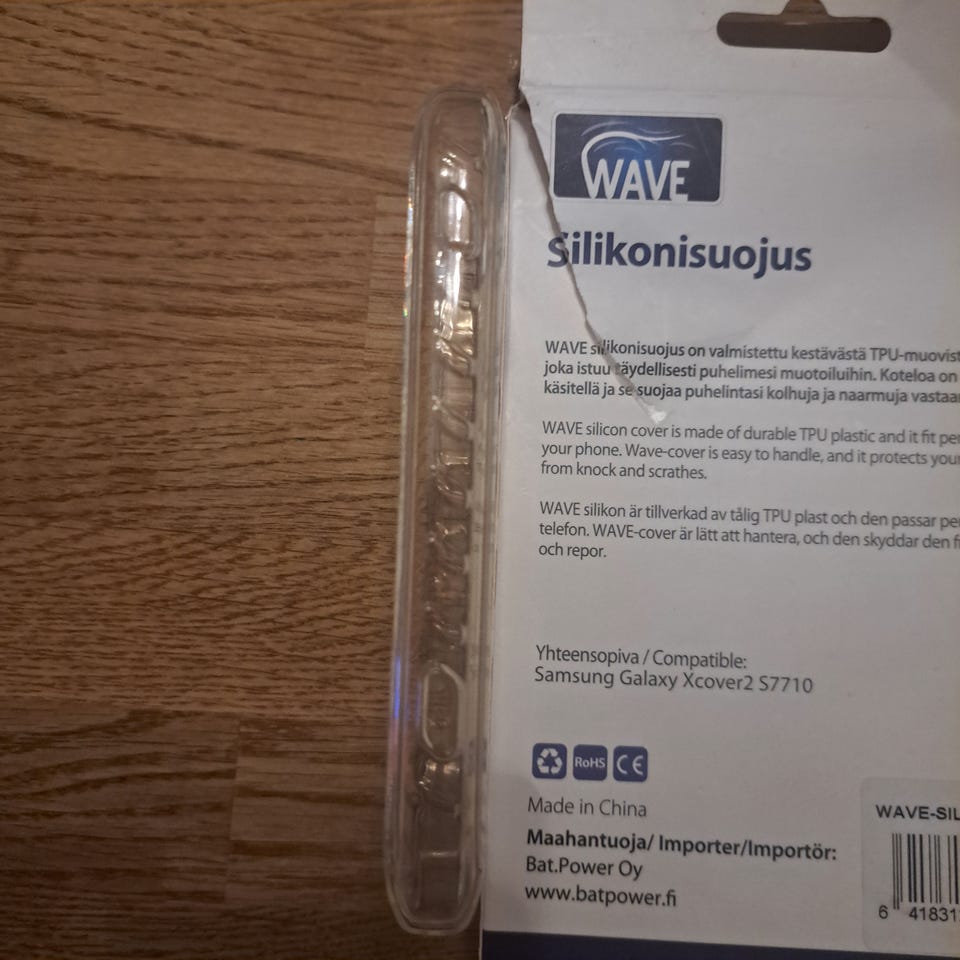 WAVE
Silikonisuojus
WAVE silikonisuojus on valmistettu kestävästä TPU-muovist
joka istuu täydellisesti puhelimesi muotoiluihin. Koteloa on
käsitellä ja se suojaa puhelintasi kolhuja ja naarmuja vastaan
WAVE silicon cover is made of durable TPU plastic and it fit pe
your phone. Wave-cover is easy to handle, and it protects your
from knock and scrathes.
WAVE silikon är tillverkad av tålig TPU plast och den passar pe
telefon. WAVE-cover är lätt att hantera, och den skyddar den f
och repor.
Yhteensopiva / Compatible:
Samsung Galaxy Xcover2 S7710
RoHS CE
Made in China
Maahantuoja/ Importer/Importör:
Bat.Power Oy
www.batpower.fi
WAVE-SIL
6 41831